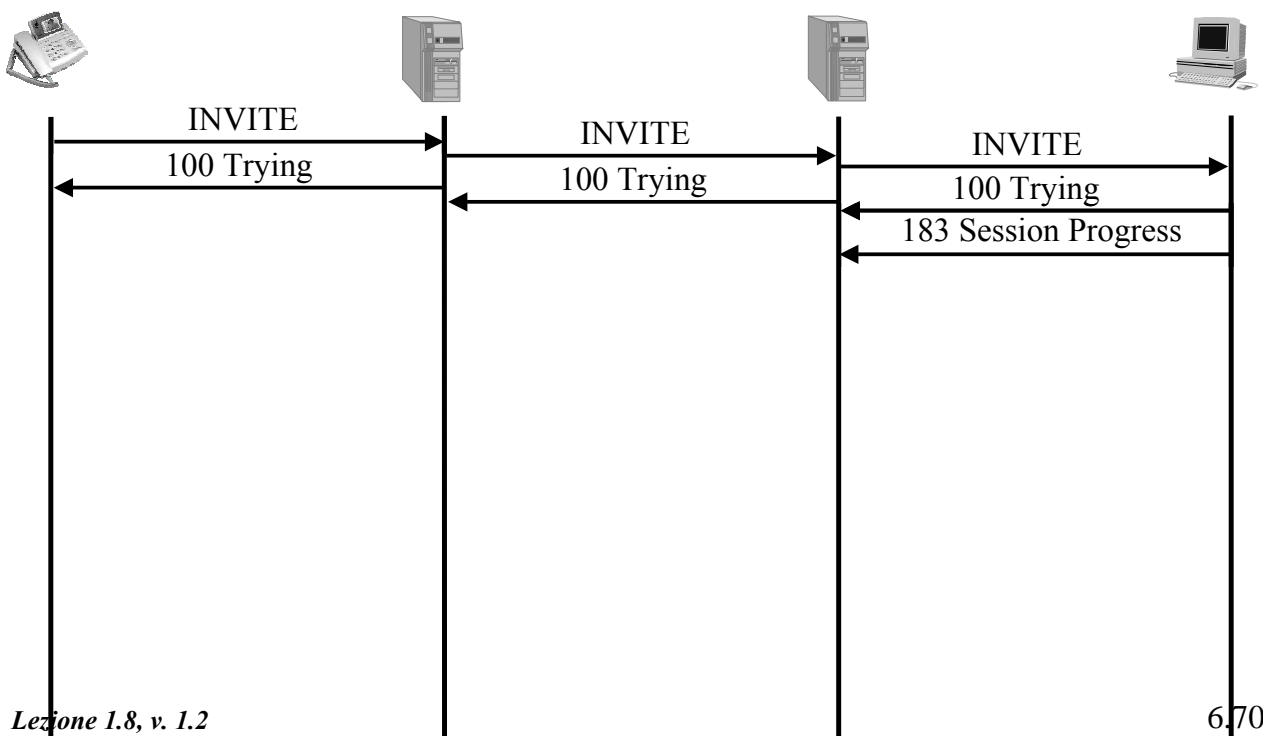 INVITE
INVITE
INVITE
100 Trying
100 Trying
100 Trying
183 Session Progress
Lezione 1.8, v. 1.2
6.70